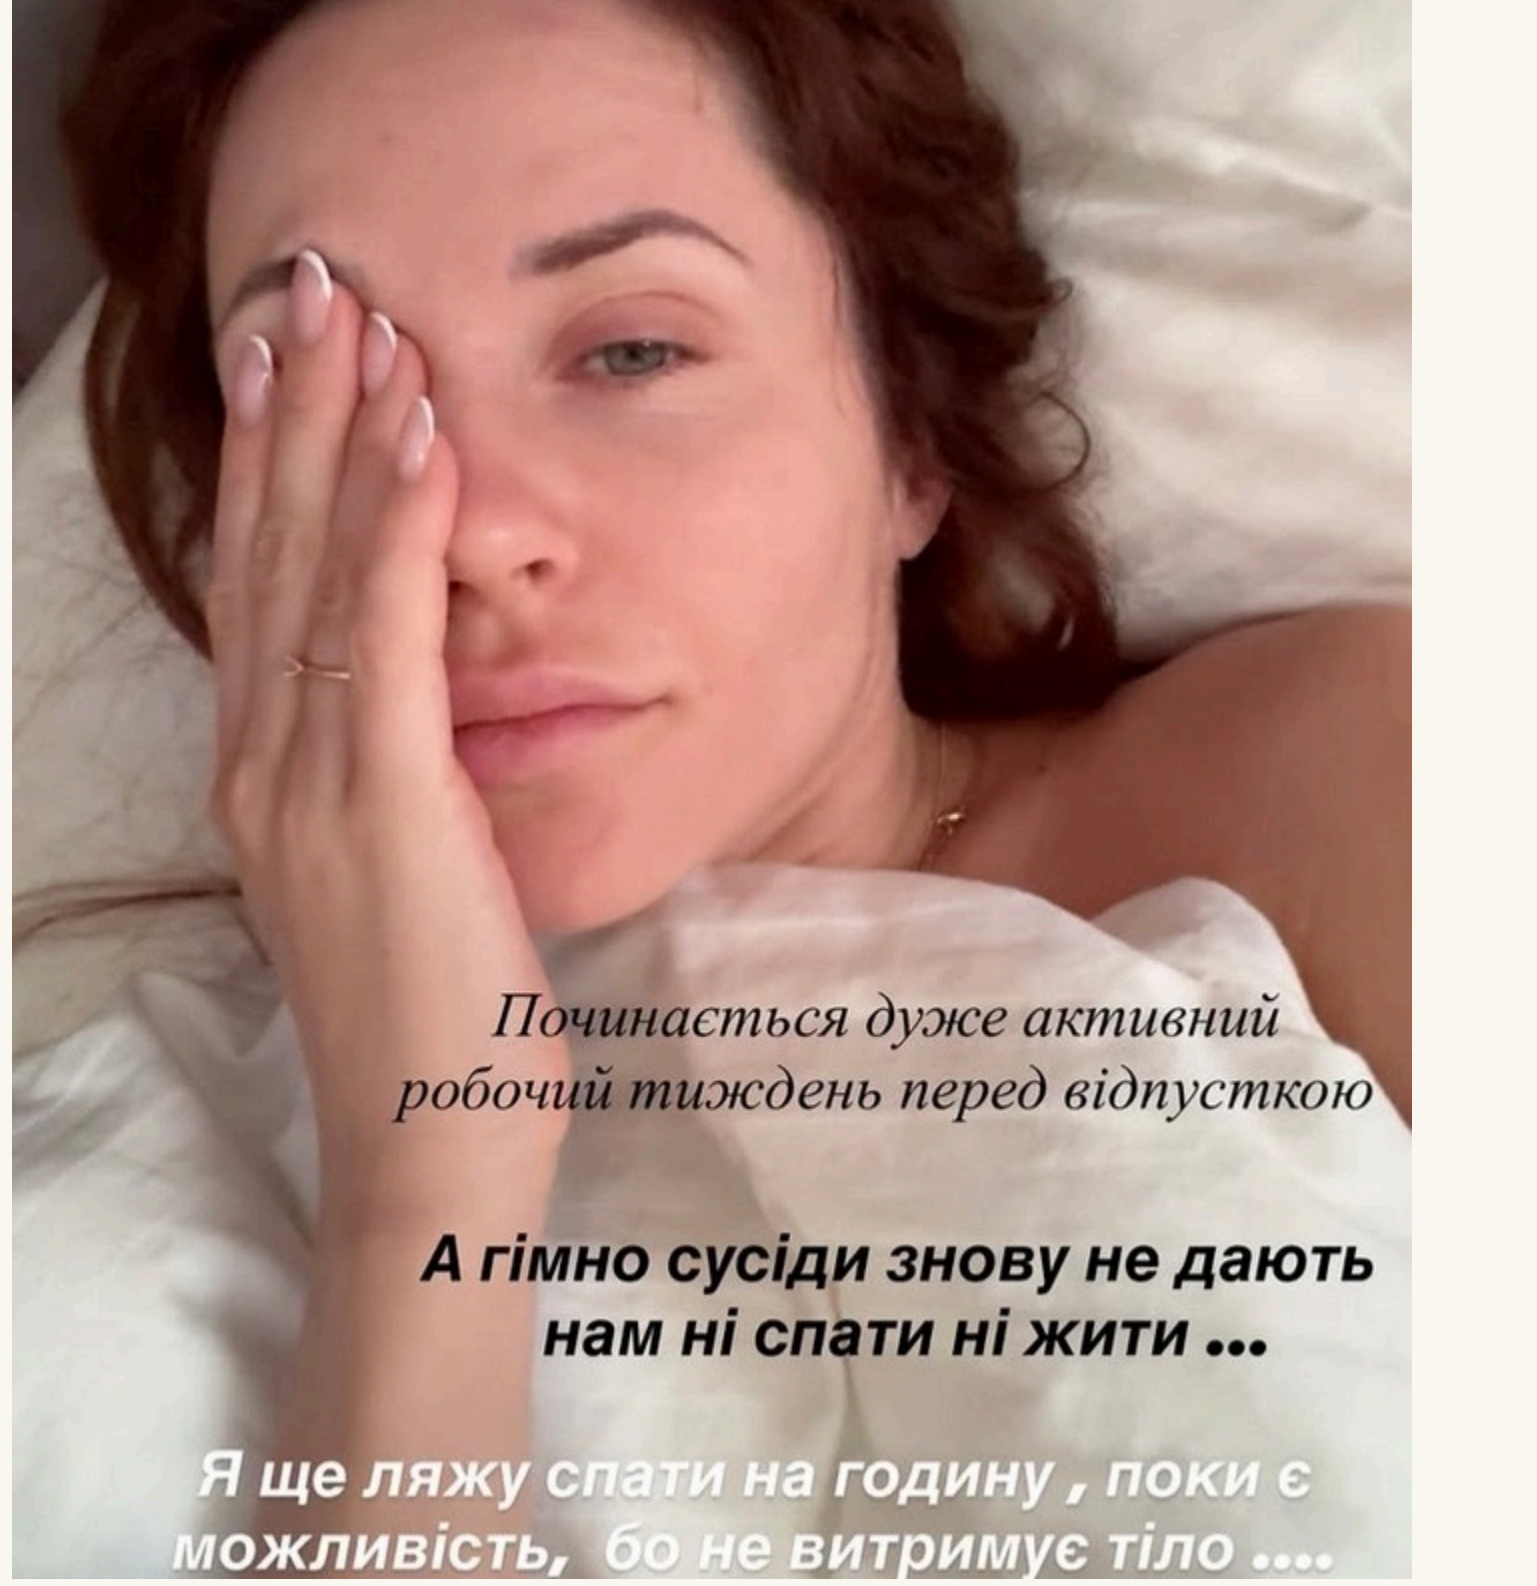 Починається дуже активний
робочий тиждень перед відпусткою
А гімно сусіди знову не дають
нам ні спати ні жити ...
Я ще ляжу спати на годину , поки є
можливість, бо не витримує тіло ....